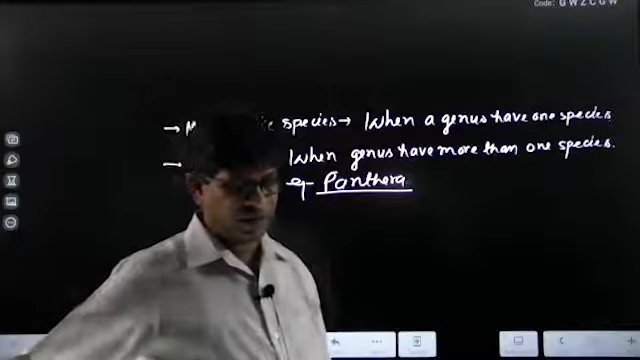 Code: GWZCGW
→ species → When a genus have one species
→ When genus have more than one species.
eg- Panthera